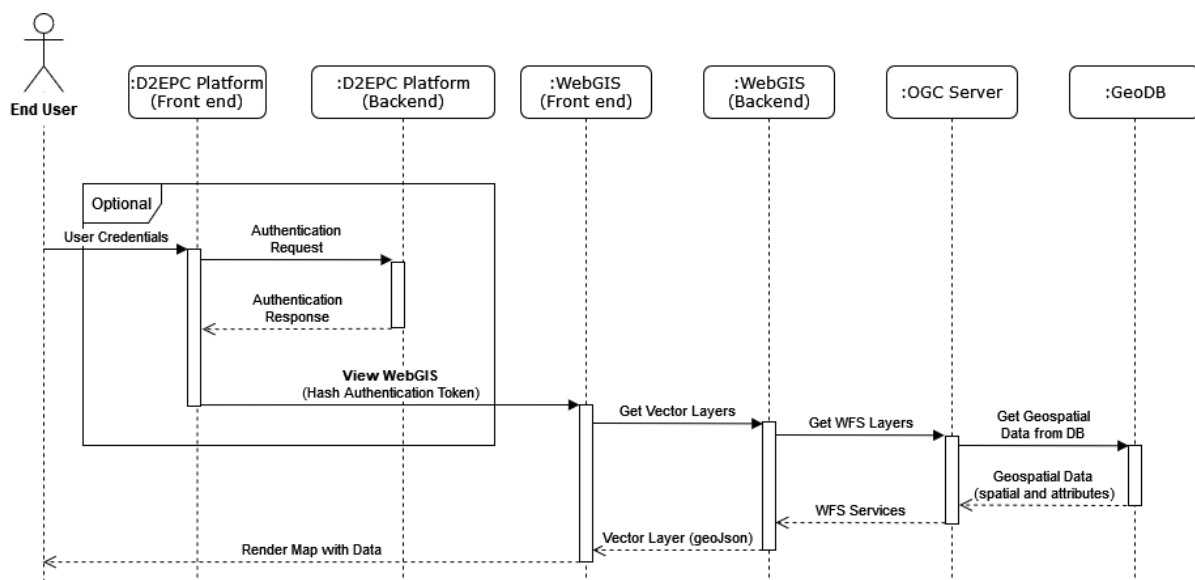 End User
:D2EPC Platform
(Front end)
:D2EPC Platform
(Backend)
:WebGIS
(Front end)
:WebGIS
(Backend)
:OGC Server
:GeoDB
Optional
User Credentials
Authentication
Request
Authentication
Response
View WebGIS
(Hash Authentication Token)
Get Vector Layers
Get WFS Layers
Get Geospatial
Data from DB
Geospatial Data
(spatial and attributes)
WFS Services
Vector Layer (geoJson)
Render Map with Data